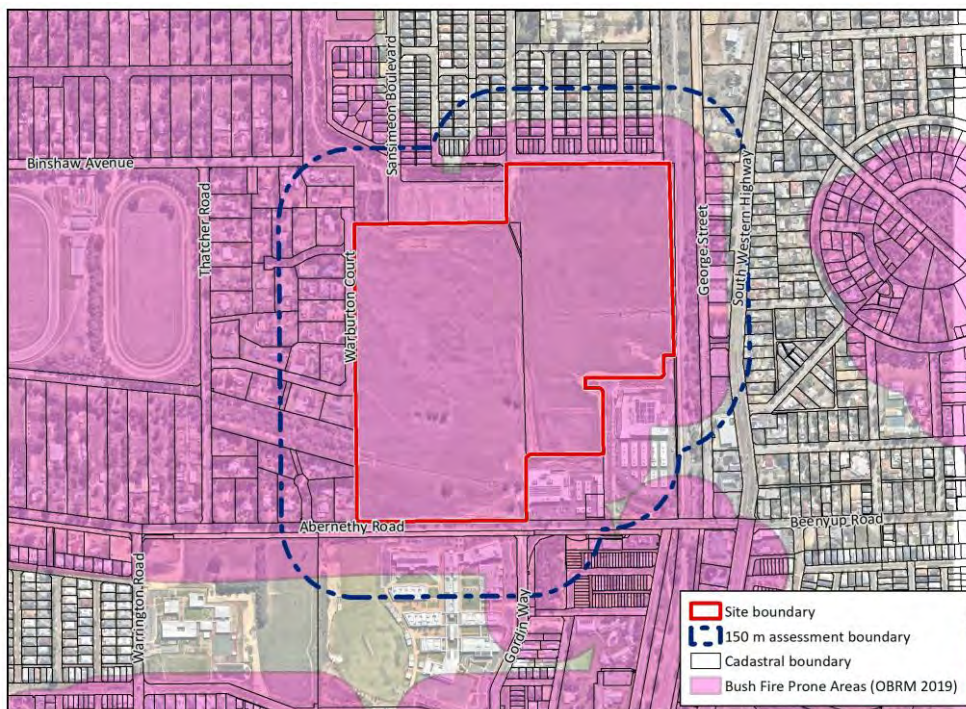 Sansimeon Boulevard
Binshaw Avenue
Thatcher Road
Warburton Court
George Street
South Western Highway
Abernethy Road
Beenyup Road
Warrington Road
Gordin Way
Site boundary
150 m assessment boundary
Cadastral boundary
Bush Fire Prone Areas (OBRM 2019)